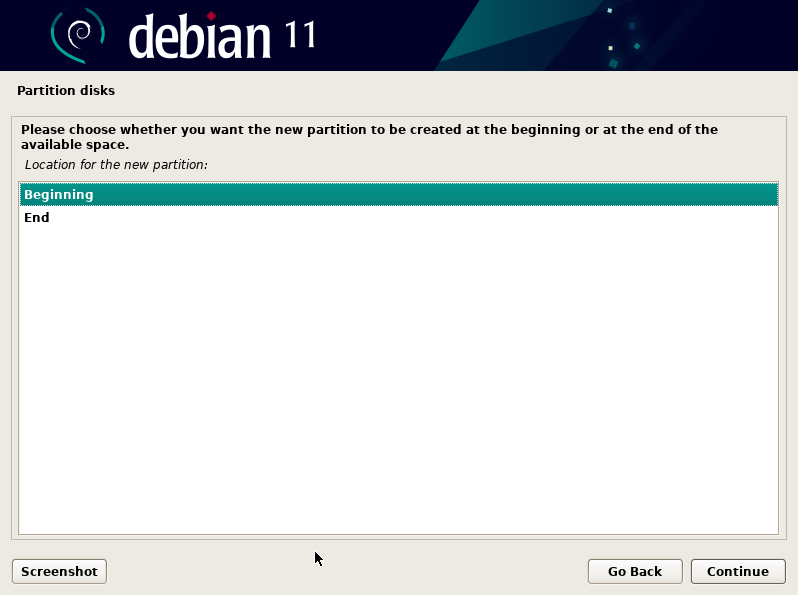 debian 11
Partition disks
Please choose whether you want the new partition to be created at the beginning or at the end of the
available space.
Location for the new partition:
Beginning
End
Screenshot
Go Back
Continue